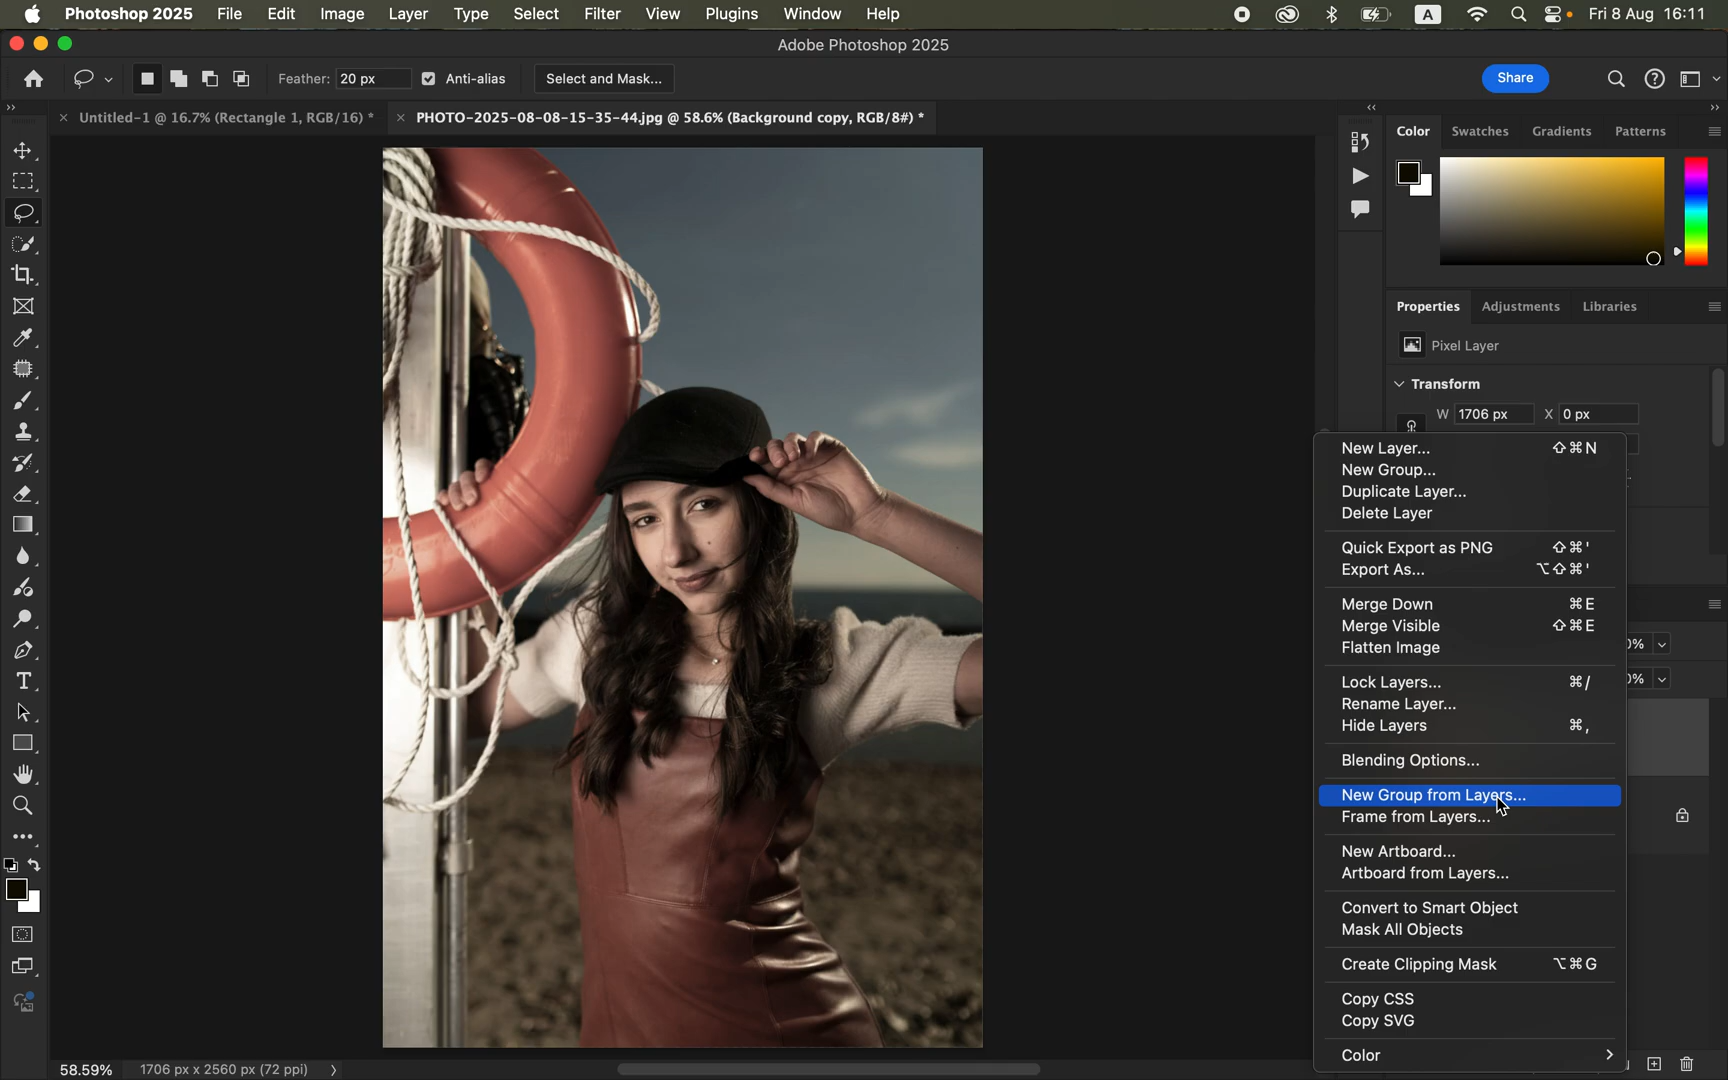 Photoshop 2025 File Edit Image Layer Type Select Filter View Plugins Window Help A Fri 8 Aug 16:11
Adobe Photoshop 2025
Feather: 20 px Anti-alias Select and Mask... Share
Untitled-1 @ 16.7% (Rectangle 1, RGB/16) * PHOTO-2025-08-08-15-35-44.jpg @ 58.6% (Background copy, RGB/8#) *
Color Swatches Gradients Patterns
Properties Adjustments Libraries
Pixel Layer
Transform
W 1706 px X 0 px
New Layer... ⇧⌘N
New Group...
Duplicate Layer...
Delete Layer
Quick Export as PNG ⇧⌘'
Export As... ⌥⇧⌘'
Merge Down ⌘E
Merge Visible ⇧⌘E
Flatten Image
0%
Lock Layers... ⌘/
0%
Rename Layer...
Hide Layers ⌘,
Blending Options...
New Group from Layers...
Frame from Layers...
New Artboard...
Artboard from Layers...
Convert to Smart Object
Mask All Objects
Create Clipping Mask ⌥⌘G
Copy CSS
Copy SVG
Color
58.59% 1706 px x 2560 px (72 ppi)